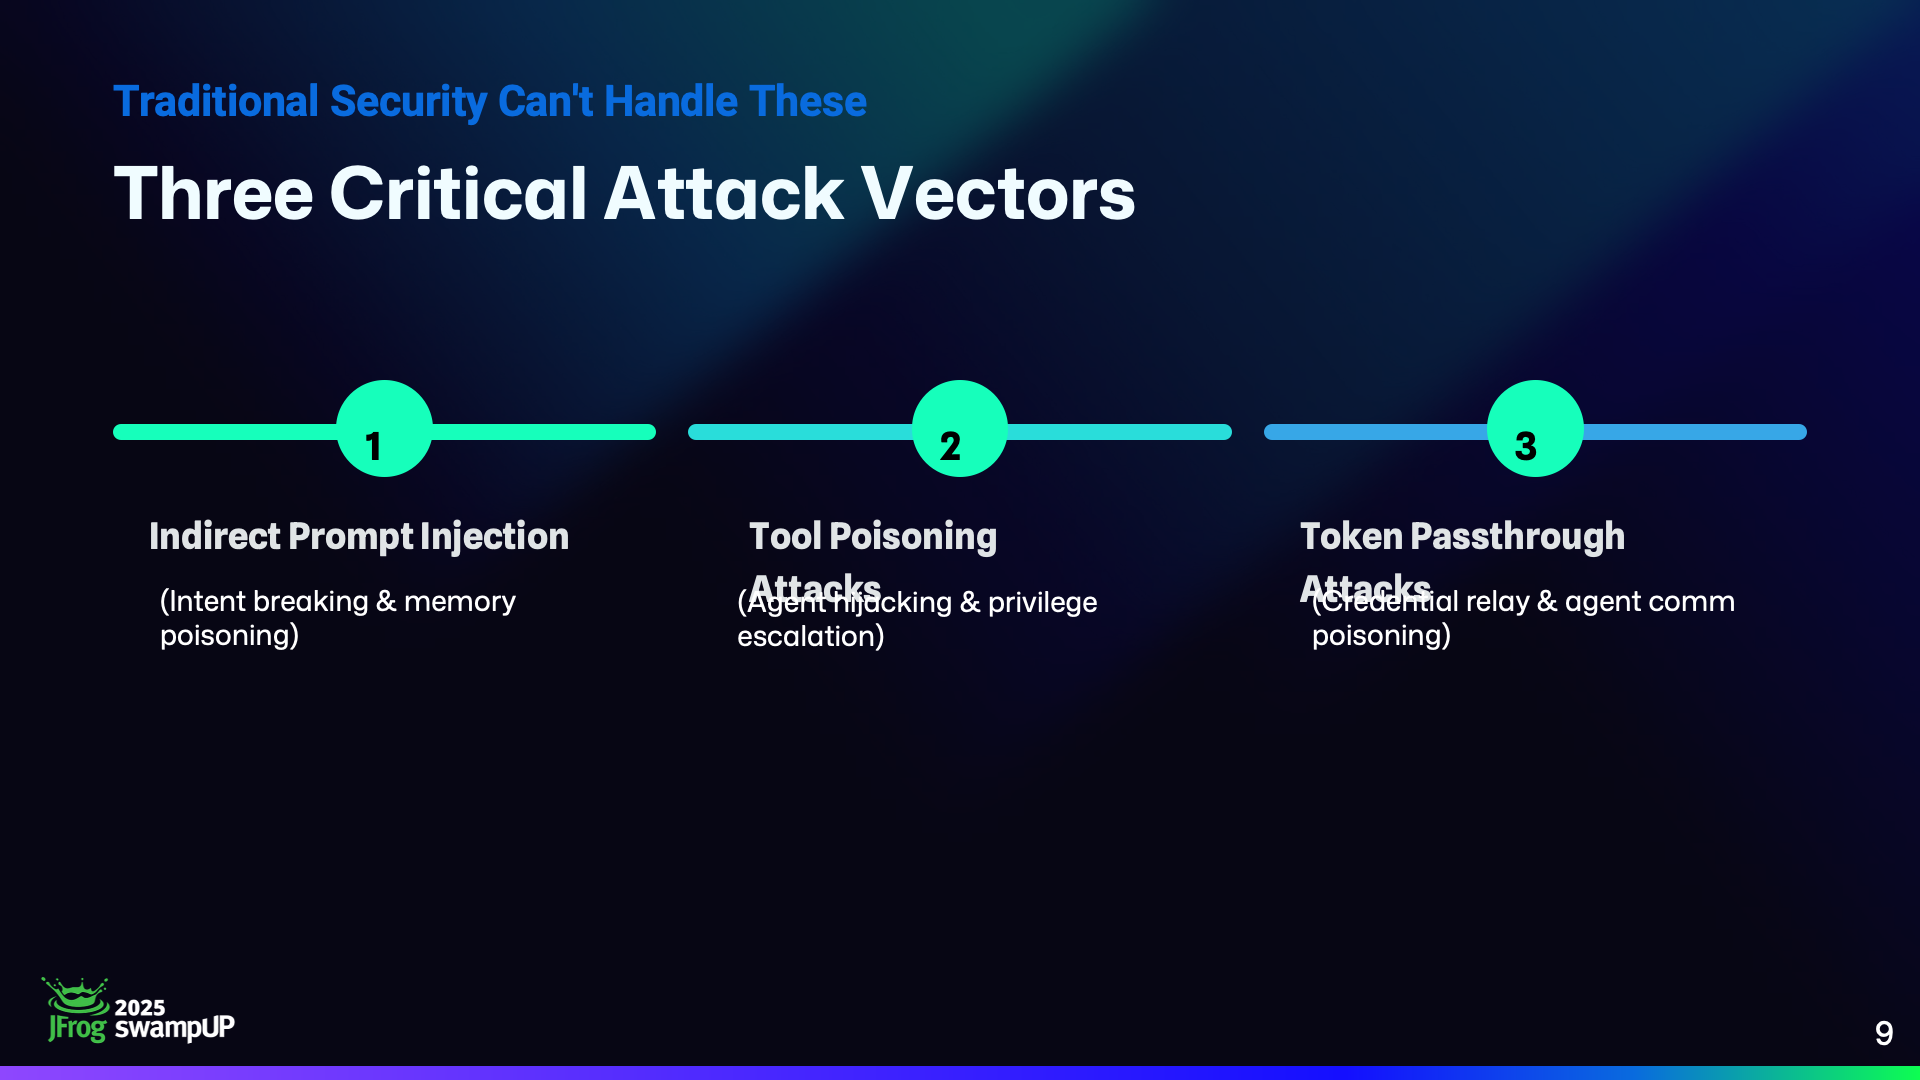 Traditional Security Can't Handle These
Three Critical Attack Vectors
1
Indirect Prompt Injection
(Intent breaking & memory
poisoning)
2
Tool Poisoning
Attacks
(Agent hijacking & privilege
escalation)
3
Token Passthrough
Attacks
(Credential relay & agent comm
poisoning)
JFrog
2025
swampUP
9